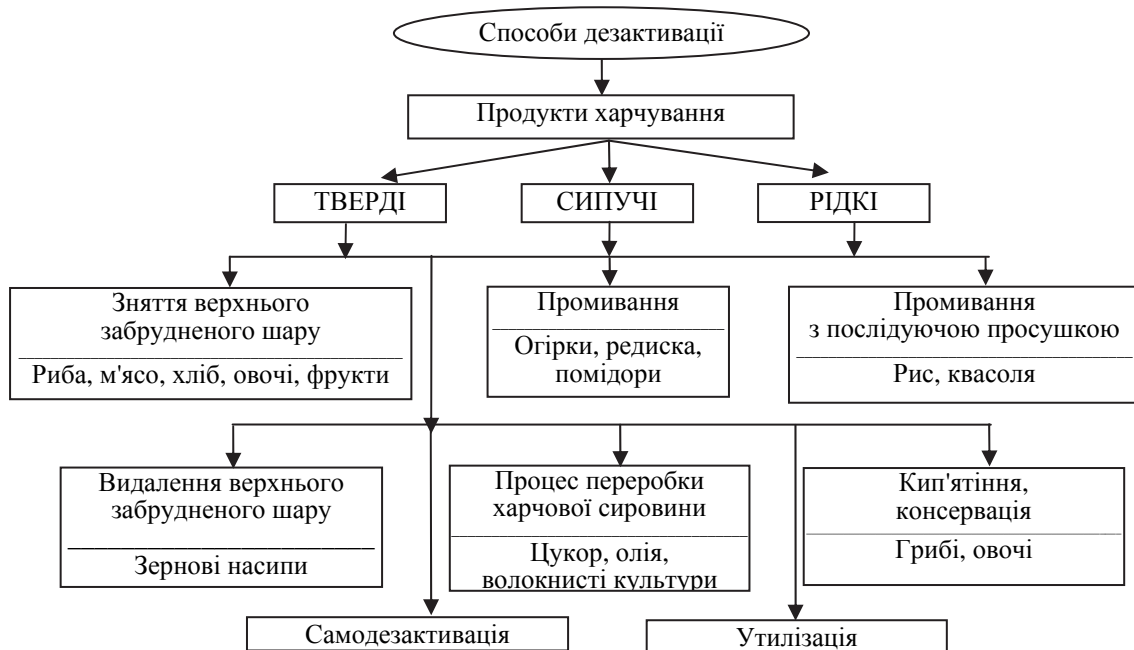 Способи дезактивації
Продукти харчування
ТВЕРДІ
СИПУЧІ
РІДКІ
Зняття верхнього
забрудненого шару
Риба, м'ясо, хліб, овочі, фрукти
Промивання
Огірки, редиска,
помідори
Промивання
з послідуючою просушкою
Рис, квасоля
Видалення верхнього
забрудненого шару
Зернові насипи
Процес переробки
харчової сировини
Цукор, олія,
волокнисті культури
Кип'ятіння,
консервація
Грибі, овочі
Самодезактивація
Утилізація